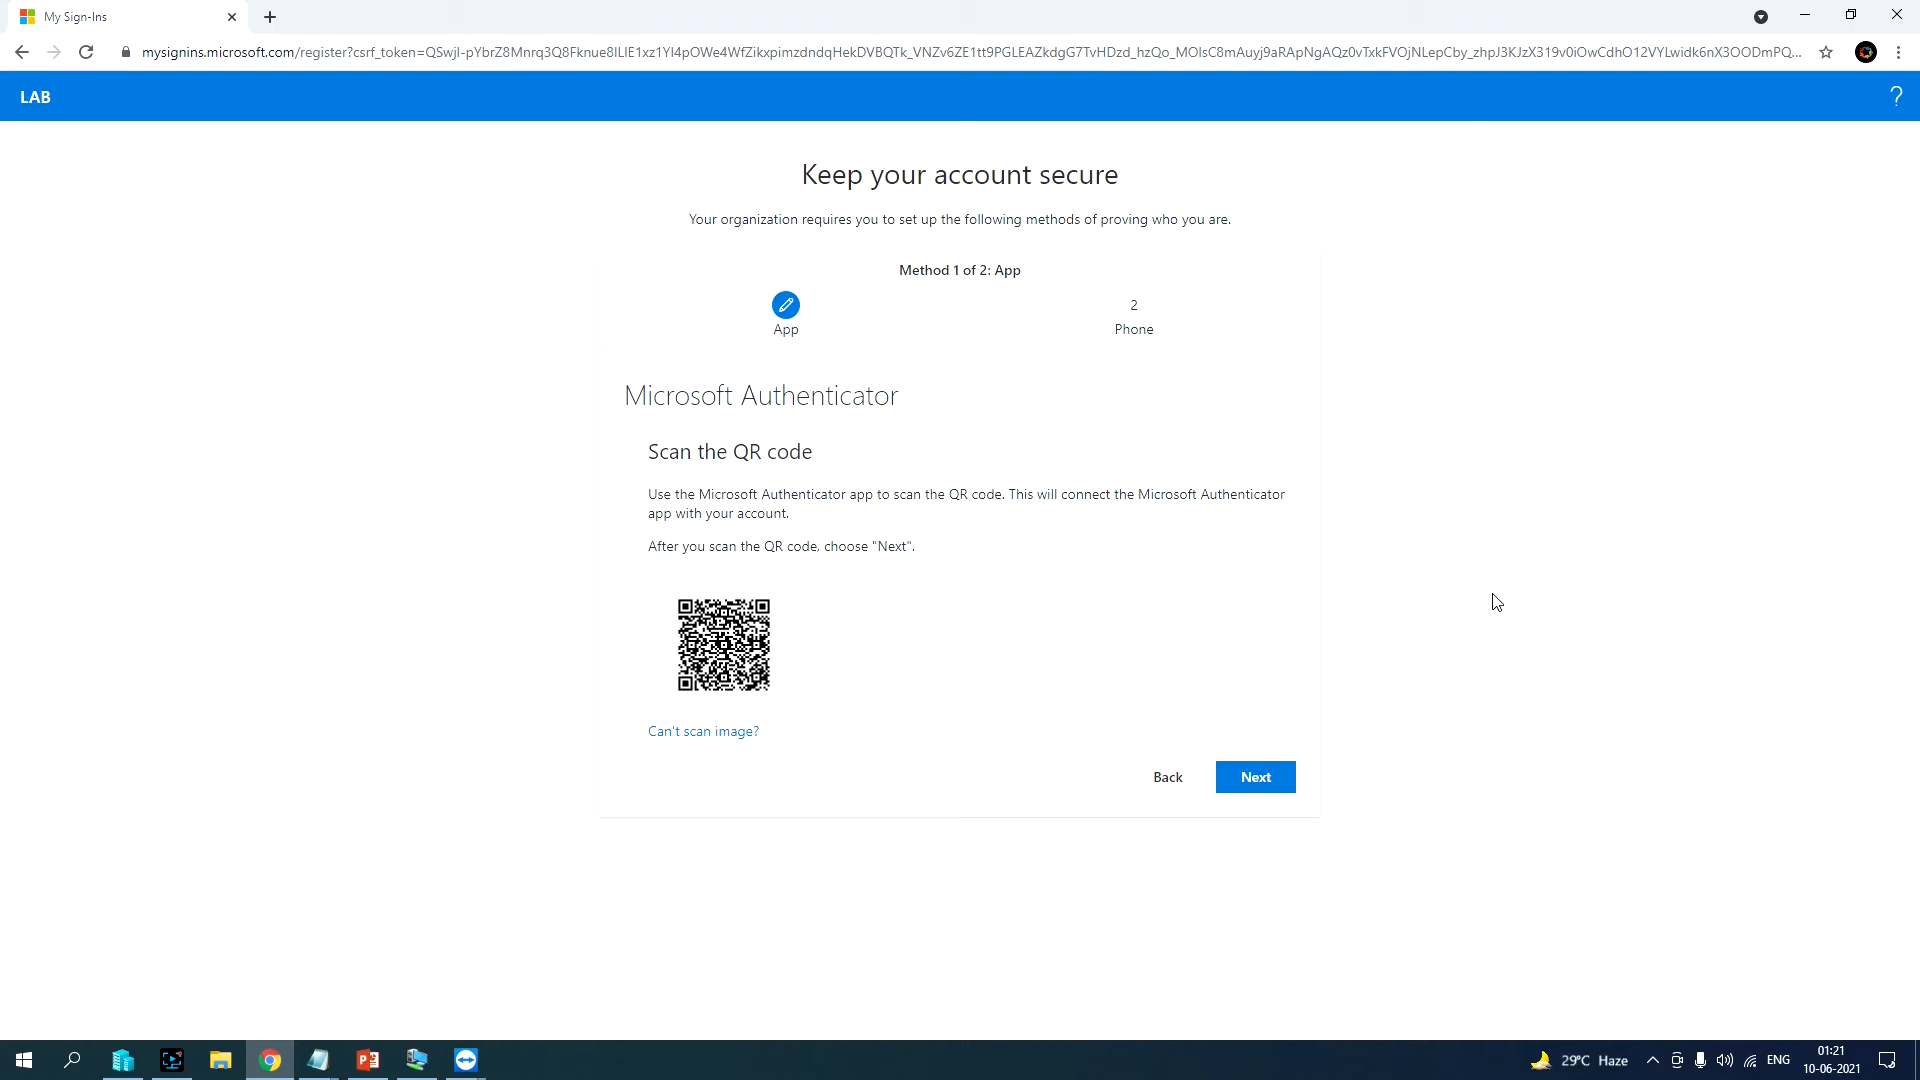 My Sign-Ins
mysignins.microsoft.com/register?csrf_token=QSwjI-pYbrZ8Mnrq3Q8Fknue8ILIE1xz1YI4pOWe4WfZikxpimzdndqHekDVBQTk_VNZv6ZE1tt9PGLEAZkdgG7TvHDzd_hzQo_MOIsC8mAuyj9aRApNgAQz0vTxkFVOjNLepCby_zhpJ3KJzX319v0iOwCdhO12VYLwidk6nX3OODmPQ...
LAB
?
Keep your account secure
Your organization requires you to set up the following methods of proving who you are.
Method 1 of 2: App
2
App
Phone
Microsoft Authenticator
Scan the QR code
Use the Microsoft Authenticator app to scan the QR code. This will connect the Microsoft Authenticator
app with your account.
After you scan the QR code, choose "Next".
Can't scan image?
Back
Next
29°C Haze
ENG
01:21
10-06-2021